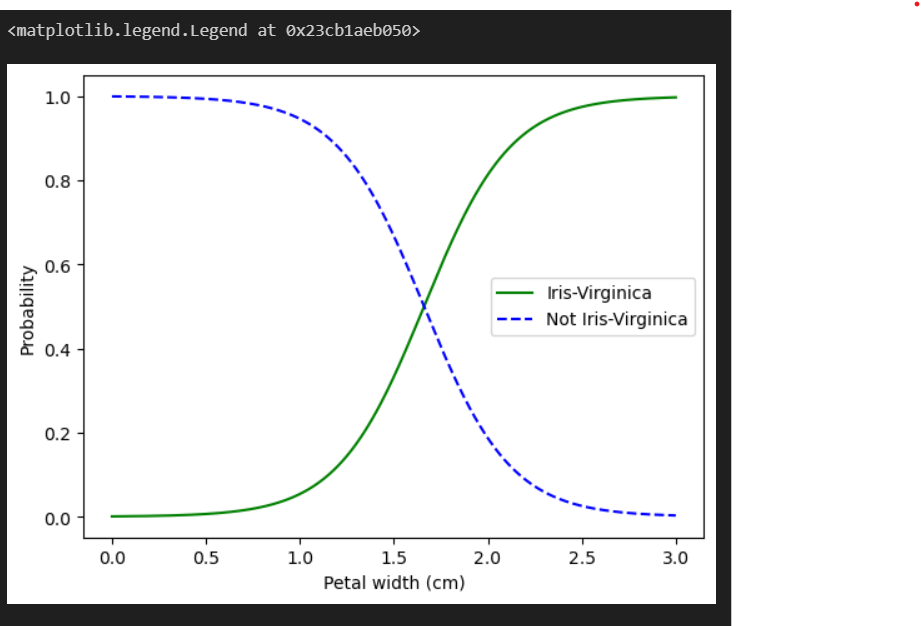 <matplotlib.legend.Legend at 0x23cb1aeb050>
1.0
0.8
0.6
0.4
0.2
0.0
Probability
Iris-Virginica
Not Iris-Virginica
0.0 0.5 1.0 1.5 2.0 2.5 3.0
Petal width (cm)